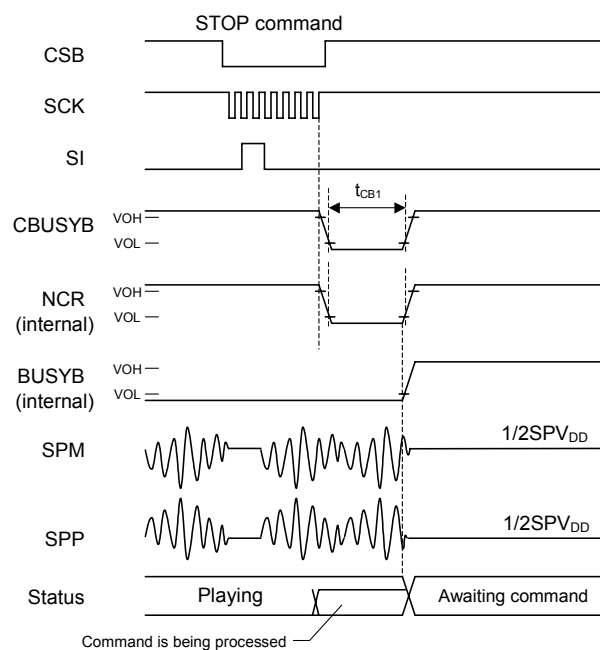 STOP command
CSB
SCK
SI
tCB1
CBUSYB
VOH
VOL
NCR
(internal)
VOH
VOL
BUSYB
(internal)
VOH
VOL
SPM
1/2SPVDD
SPP
1/2SPVDD
Status
Playing
Awaiting command
Command is being processed